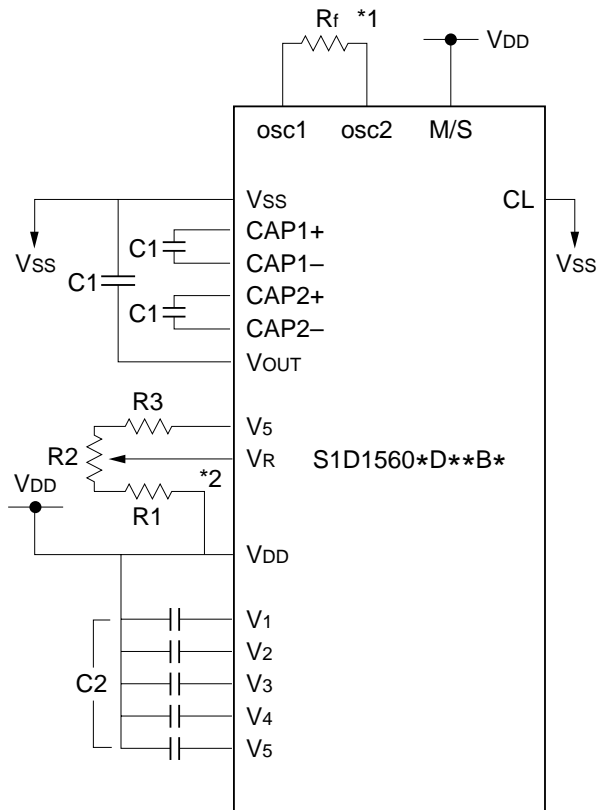 Rf *1
VDD
osc1 osc2 M/S
VSS CL
CAP1+
C1
CAP1–
VSS
VSS
C1
CAP2+
C1
CAP2–
VOUT
R3
V5
R2
VR S1D1560*D**B*
*2
VDD
R1
VDD
V1
V2
C2
V3
V4
V5